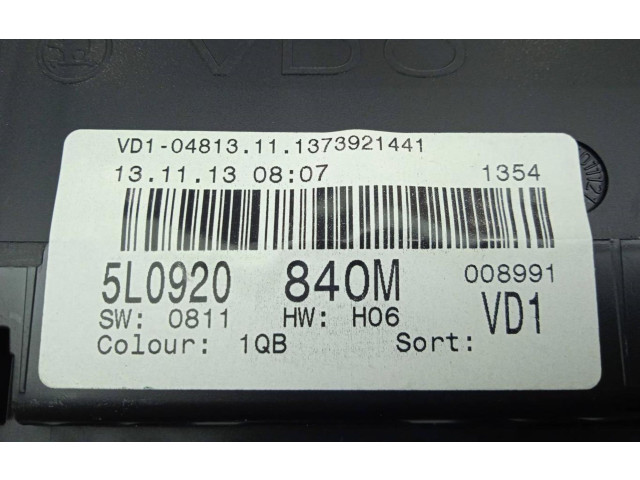 VDO
VD1-04813.11.1373921441
13.11.13 08:07 1354
5L0920 840M 008991
SW: 0811 HW: H06 VD1
Colour: 1QB Sort: